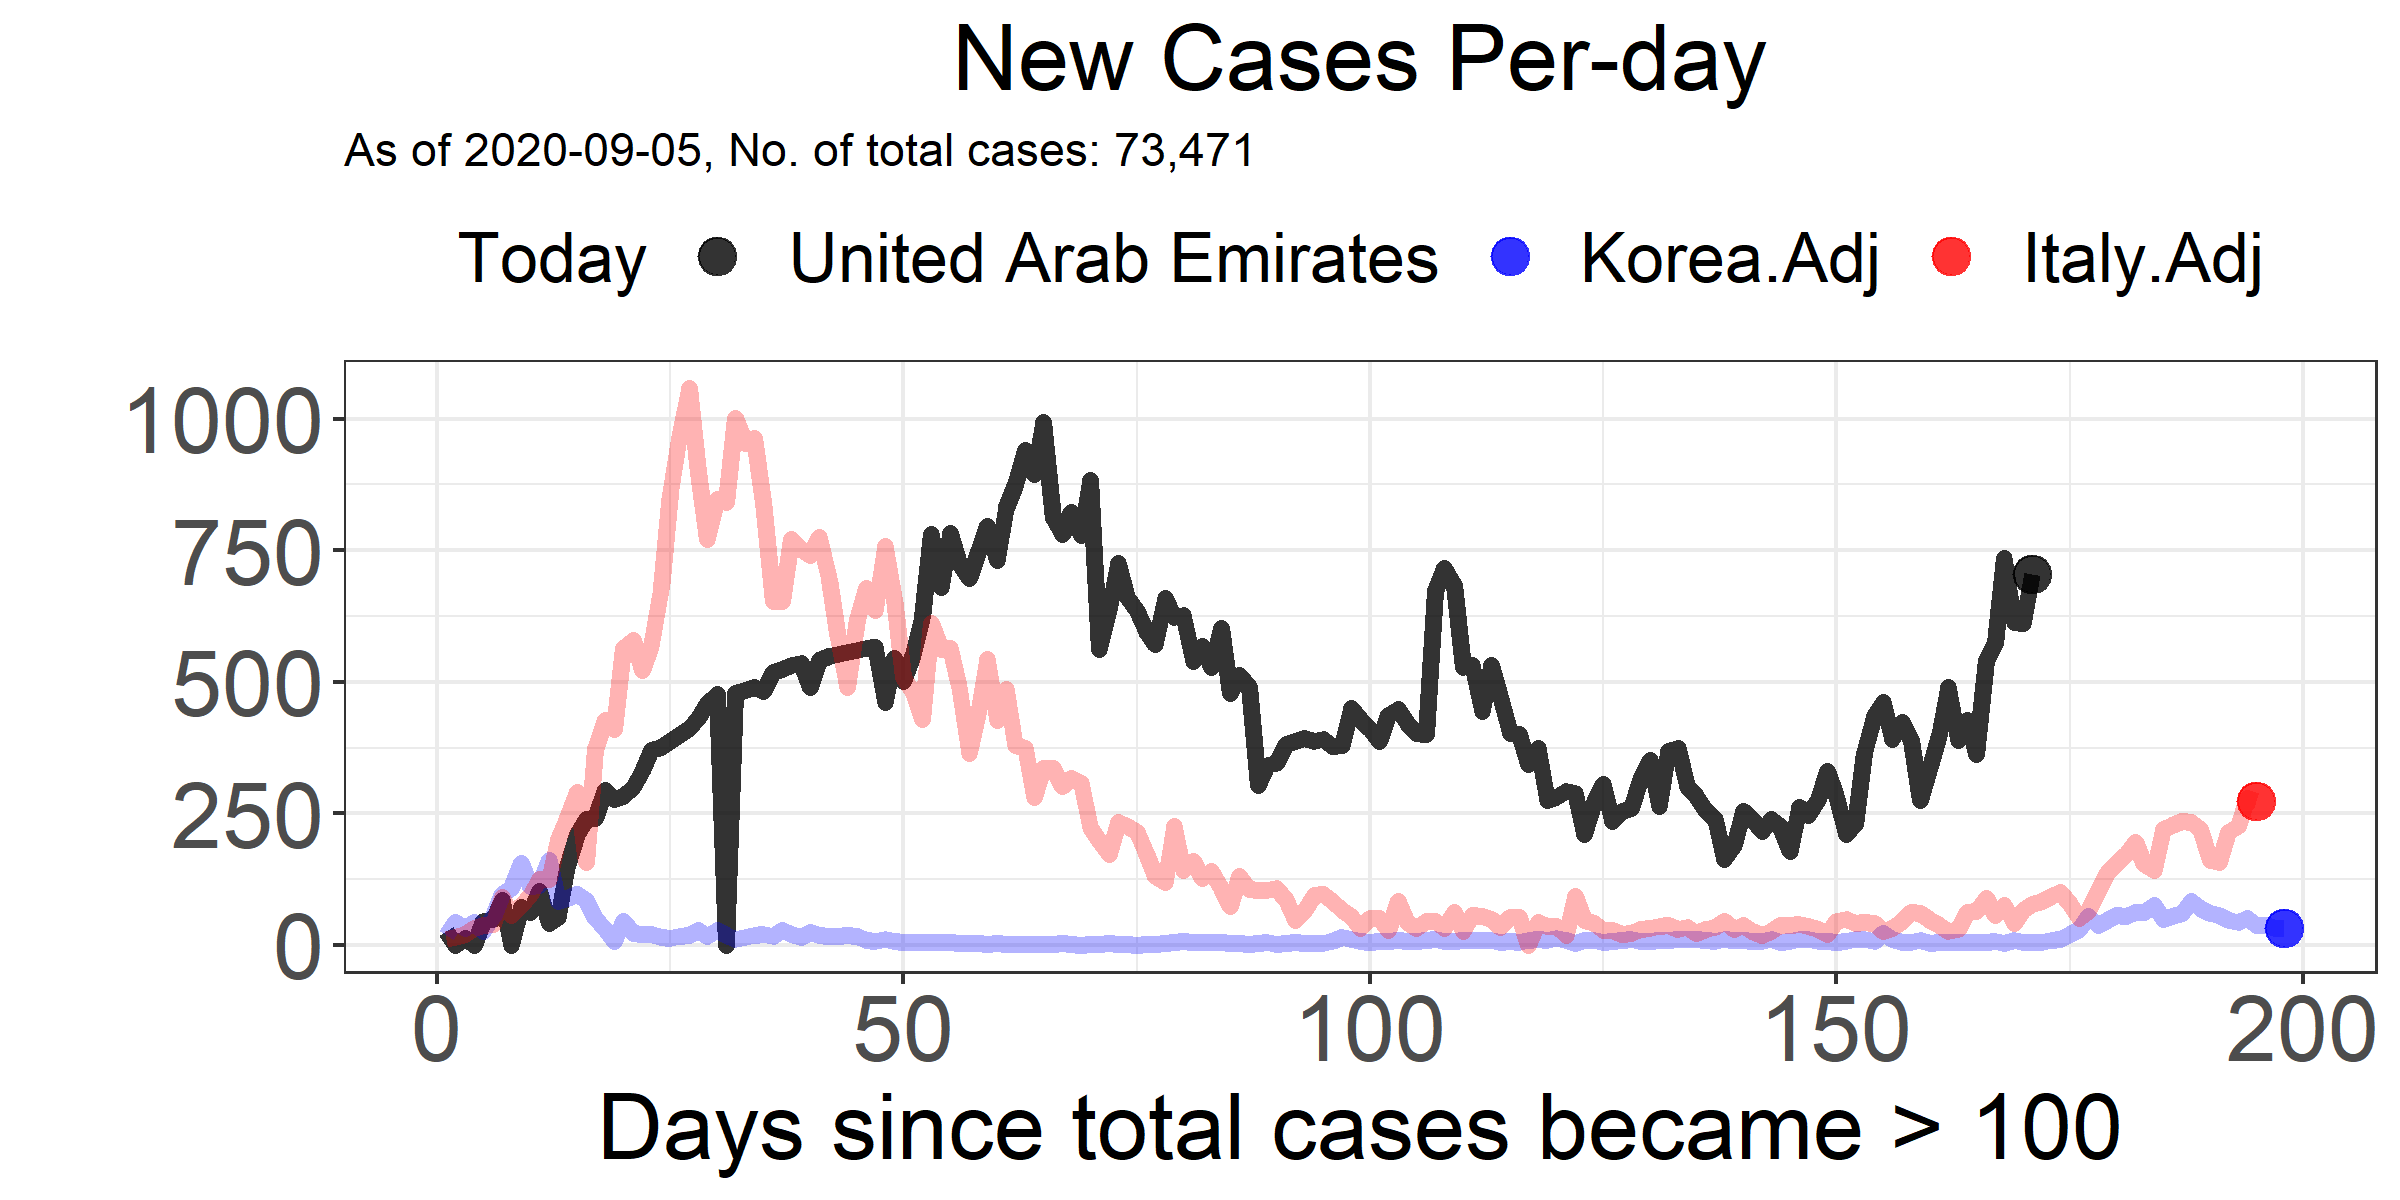 New Cases Per-day
As of 2020-09-05, No. of total cases: 73,471
Today United Arab Emirates Korea.Adj Italy.Adj
1000
750
500
250
0
0 50 100 150 200
Days since total cases became > 100